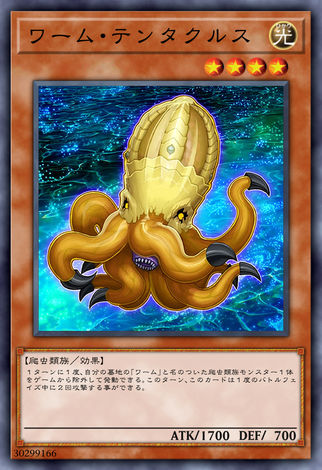 ワーム・テンタクルス
光
【爬虫類族／効果】
１ターンに１度、自分の墓地の「ワーム」と名のついた爬虫類族モンスター１体
をゲームから除外して発動できる。このターン、このカードは１度のバトルフェイ
ズ中に２回攻撃する事ができる。
ATK/1700 DEF/ 700
30299166